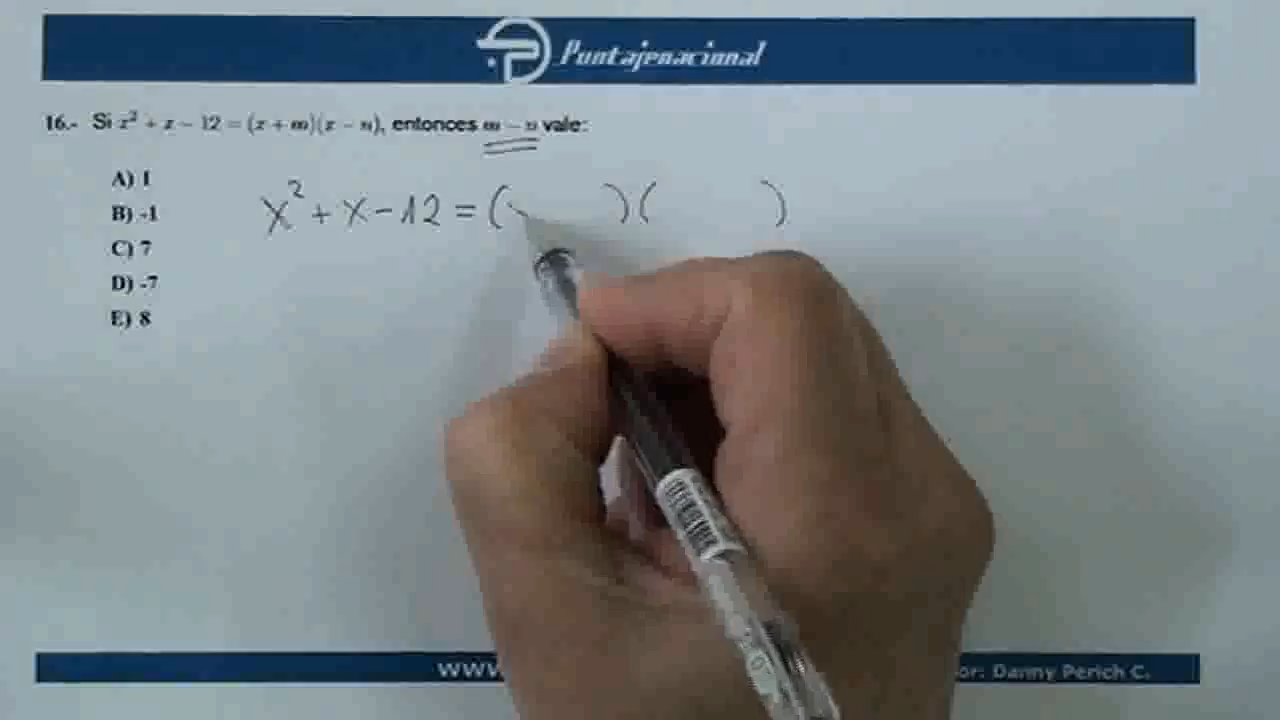 Puntajenacional
16.- Si x² + x − 12 = (x + m)(x − n), entonces m − n vale:
A) 1
x² + x − 12 = ( ) ( )
B) -1
C) 7
D) -7
E) 8
www
or: Danny Perich C.